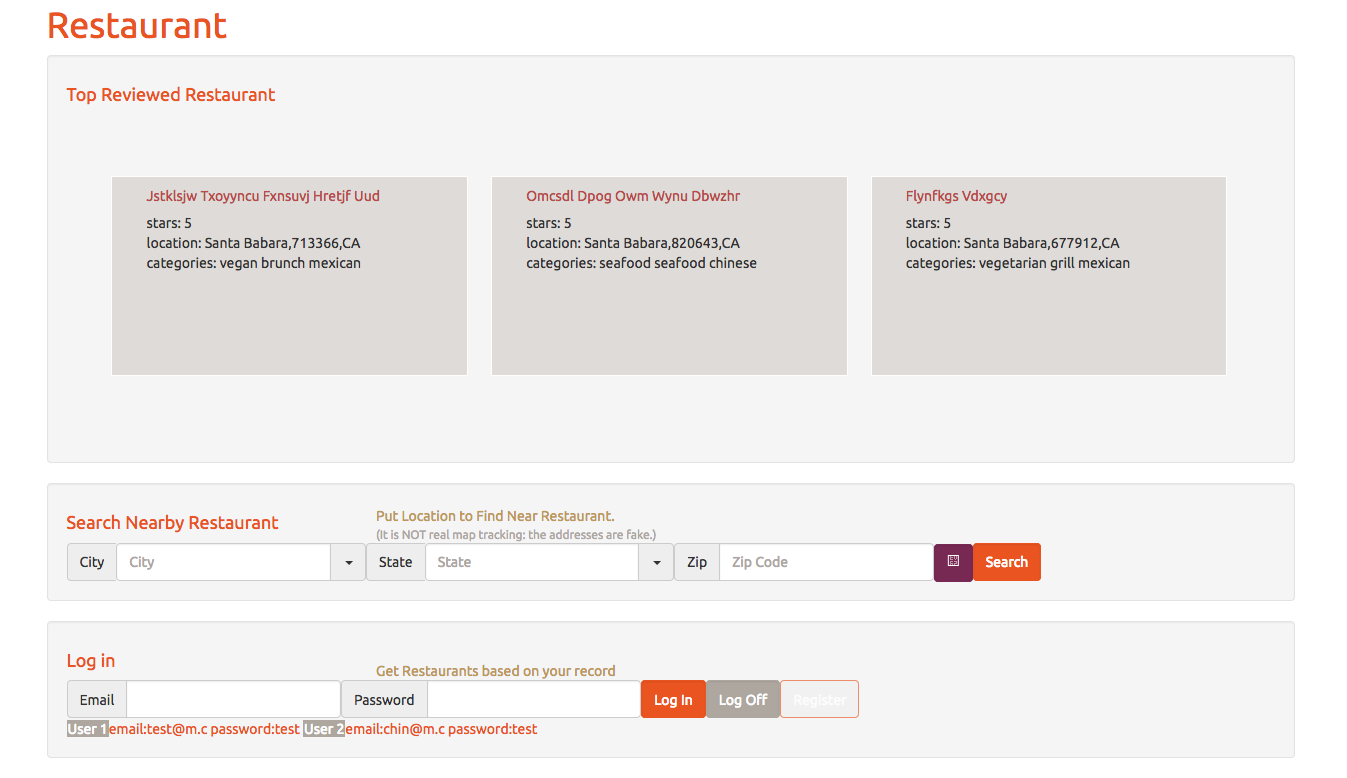 Restaurant
Top Reviewed Restaurant
Jstklsjw Txoyyncu Fxnsuvj Hretjf Uud
stars: 5
location: Santa Babara,713366,CA
categories: vegan brunch mexican
Omcsdl Dpog Owm Wynu Dbwzhr
stars: 5
location: Santa Babara,820643,CA
categories: seafood seafood chinese
Flynfkgs Vdxgcy
stars: 5
location: Santa Babara,677912,CA
categories: vegetarian grill mexican
Search Nearby Restaurant
Put Location to Find Near Restaurant.
(It is NOT real map tracking: the addresses are fake.)
City City State State Zip Zip Code Search
Log in
Get Restaurants based on your record
Email Password Log In Log Off Register
User 1email:test@m.c password:test User 2email:chin@m.c password:test